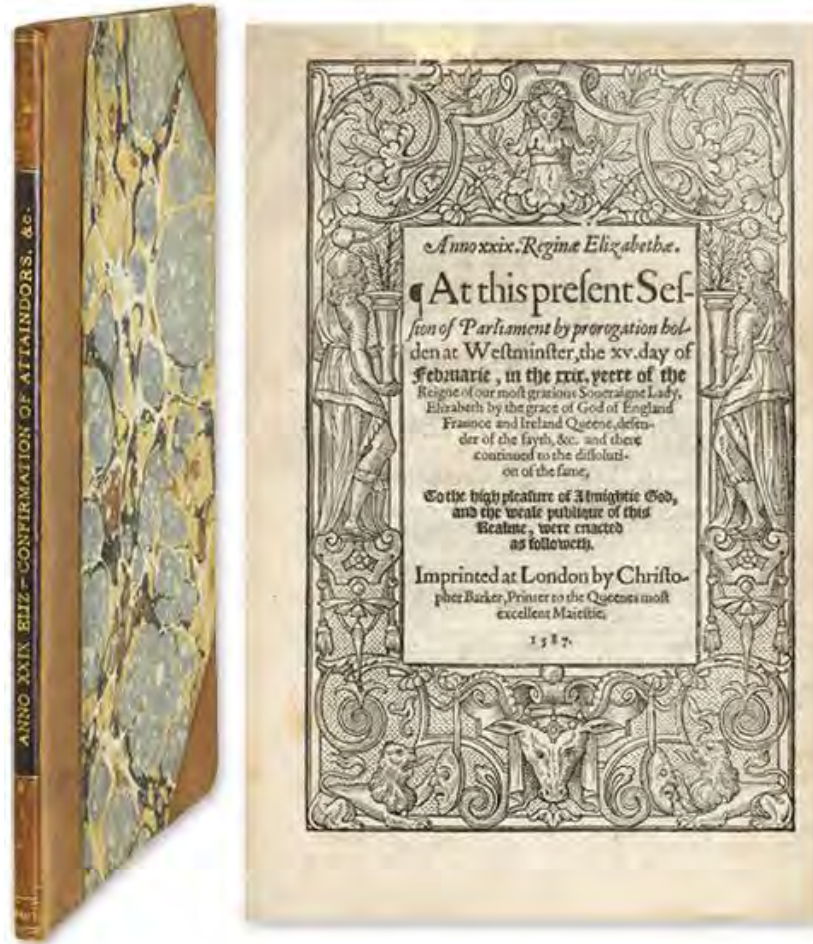 ANNO XXIX ELIZ-CONFIRMATION OF ATTAINDORS, &c.
Anno xxix. Reginæ Elizabethæ.
¶ At this preſent Seſ-
ſion of Parliament by prorogation hol-
den at Weſtminſter, the xv. day of
Februarie, in the xxix. yeere of the
Reigne of our moſt gratious Soueraigne Lady,
Elizabeth by the grace of God of England
Fraunce and Ireland Queene, defen-
der of the fayth, &c. and there
continued to the diſſoluti-
on of the ſame,
To the high pleaſure of Almightie God,
and the weale publique of this
Realme, were enacted
as followeth.
Imprinted at London by Chriſto-
pher Barker, Printer to the Queenes moſt
excellent Maieſtie.
1587.